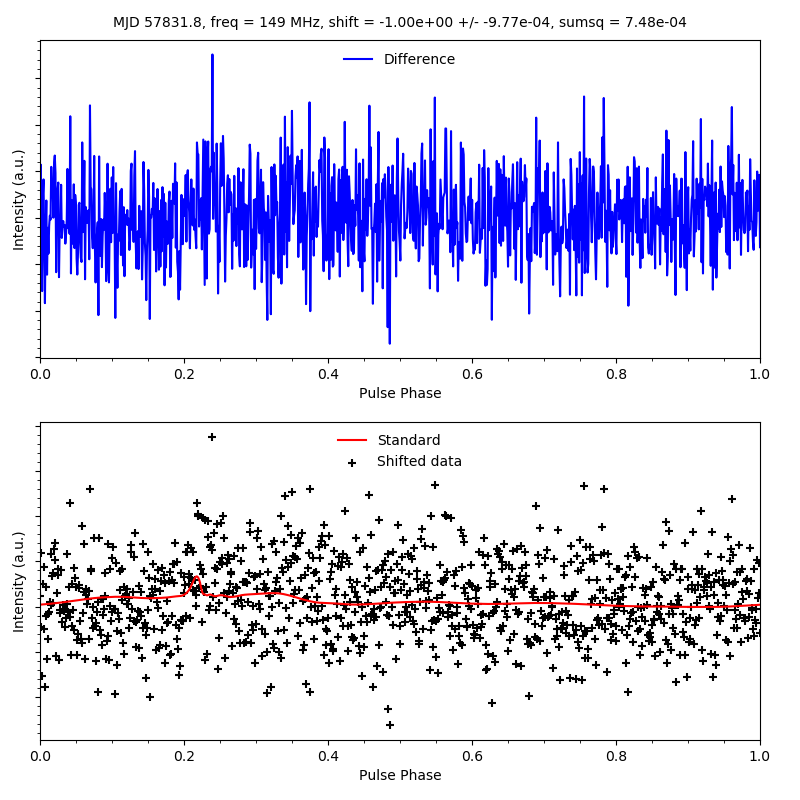 MJD 57831.8, freq = 149 MHz, shift = -1.00e+00 +/- -9.77e-04, sumsq = 7.48e-04
Difference
Intensity (a.u.)
0.0 0.2 0.4 0.6 0.8 1.0
Pulse Phase
Standard
Shifted data
Intensity (a.u.)
0.0 0.2 0.4 0.6 0.8 1.0
Pulse Phase